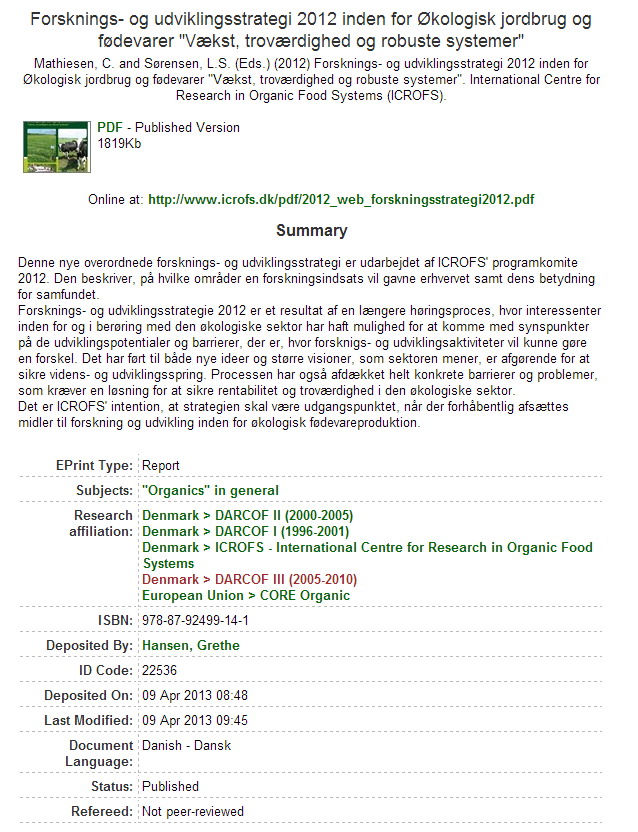 Forsknings- og udviklingsstrategi 2012 inden for Økologisk jordbrug og
fødevarer "Vækst, troværdighed og robuste systemer"
Mathiesen, C. and Sørensen, L.S. (Eds.) (2012) Forsknings- og udviklingsstrategi 2012 inden for
Økologisk jordbrug og fødevarer "Vækst, troværdighed og robuste systemer". International Centre for
Research in Organic Food Systems (ICROFS).
PDF - Published Version
1819Kb
Online at: http://www.icrofs.dk/pdf/2012_web_forskningsstrategi2012.pdf
Summary
Denne nye overordnede forsknings- og udviklingsstrategi er udarbejdet af ICROFS' programkomite
2012. Den beskriver, på hvilke områder en forskningsindsats vil gavne erhvervet samt dens betydning
for samfundet.
Forsknings- og udviklingsstrategie 2012 er et resultat af en længere høringsproces, hvor interessenter
inden for og i berøring med den økologiske sektor har haft mulighed for at komme med synspunkter
på de udviklingspotentialer og barrierer, der er, hvor forsknigs- og udviklingsaktiviteter vil kunne gøre
en forskel. Det har ført til både nye ideer og større visioner, som sektoren mener, er afgørende for at
sikre videns- og udviklingsspring. Processen har også afdækket helt konkrete barrierer og problemer,
som kræver en løsning for at sikre rentabilitet og troværdighed i den økologiske sektor.
Det er ICROFS' intention, at strategien skal være udgangspunktet, når der forhåbentlig afsættes
midler til forskning og udvikling inden for økologisk fødevareproduktion.
EPrint Type: Report
Subjects: "Organics" in general
Research affiliation: Denmark > DARCOF II (2000-2005)
Denmark > DARCOF I (1996-2001)
Denmark > ICROFS - International Centre for Research in Organic Food
Systems
Denmark > DARCOF III (2005-2010)
European Union > CORE Organic
ISBN: 978-87-92499-14-1
Deposited By: Hansen, Grethe
ID Code: 22536
Deposited On: 09 Apr 2013 08:48
Last Modified: 09 Apr 2013 09:45
Document Language: Danish - Dansk
Status: Published
Refereed: Not peer-reviewed